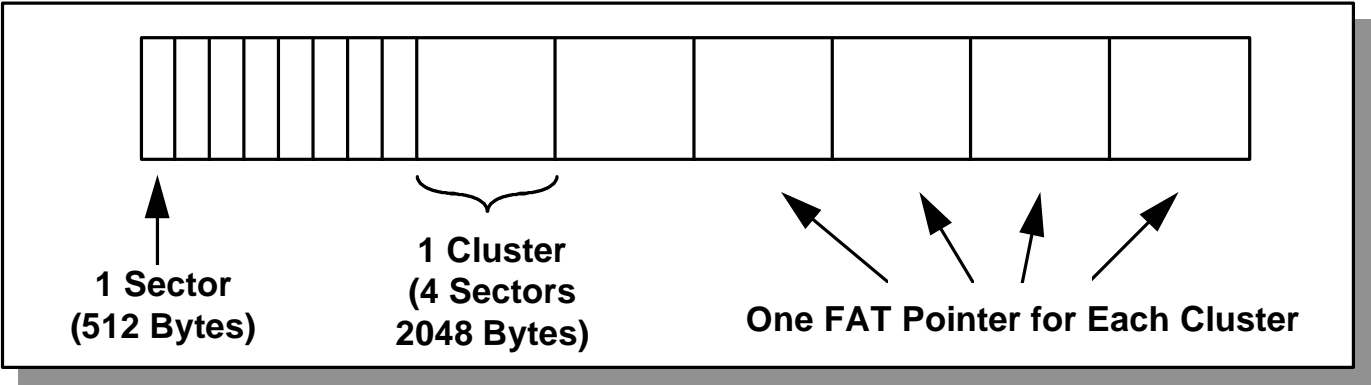 1 Sector
(512 Bytes)
1 Cluster
(4 Sectors
2048 Bytes)
One FAT Pointer for Each Cluster